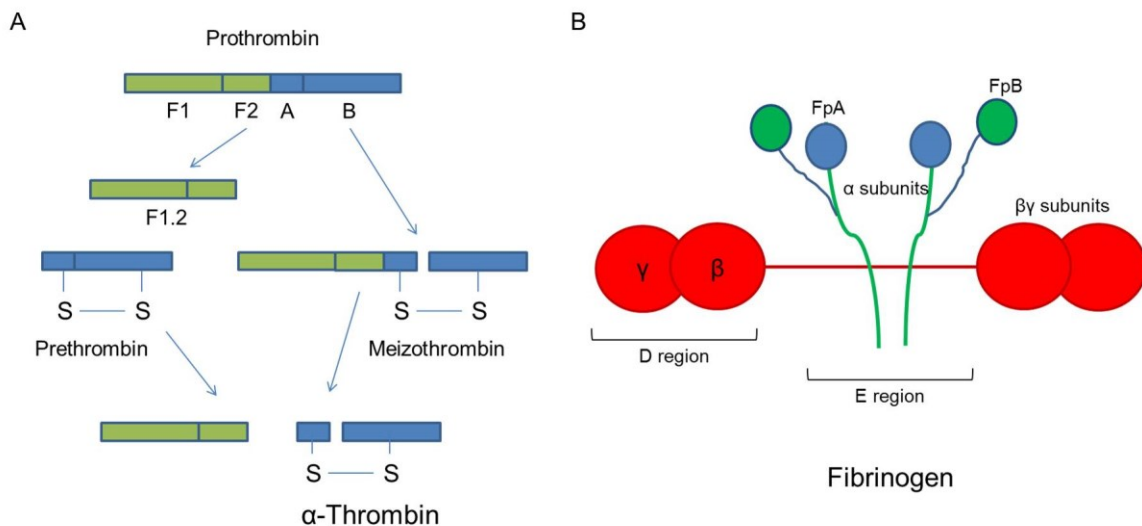 A
Prothrombin
F1 F2 A B
F1.2
S S
Prethrombin
S S
Meizothrombin
S S
α-Thrombin
B
FpA
FpB
α subunits
βγ subunits
γ β
D region
E region
Fibrinogen